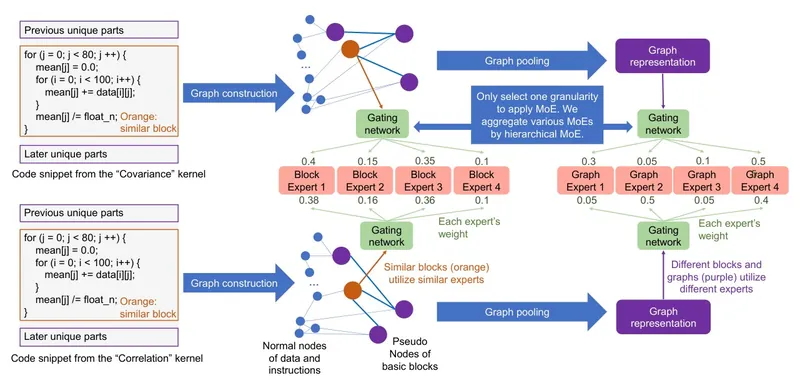 Previous unique parts
for (j = 0; j < 80; j ++) {
mean[j] = 0.0;
for (i = 0; i < 100; i++) {
mean[j] += data[i][j];
}
mean[j] /= float_n;
}
Orange:
similar block
Later unique parts
Code snippet from the “Covariance” kernel
Graph construction
...
Graph pooling
Graph
representation
Gating
network
Only select one granularity
to apply MoE. We
aggregate various MoEs
by hierarchical MoE.
Gating
network
0.4 0.15 0.35 0.1
Block
Expert 1
Block
Expert 2
Block
Expert 3
Block
Expert 4
0.38 0.16 0.36 0.1
0.3 0.05 0.1 0.5
Graph
Expert 1
Graph
Expert 2
Graph
Expert 3
Graph
Expert 4
0.05 0.5 0.05 0.4
Gating
network
Each expert’s
weight
Gating
network
Each expert’s
weight
Previous unique parts
for (j = 0; j < 80; j ++) {
mean[j] = 0.0;
for (i = 0; i < 100; i++) {
mean[j] += data[i][j];
}
mean[j] /= float_n;
}
Orange:
similar block
Later unique parts
Code snippet from the “Correlation” kernel
Graph construction
...
Similar blocks (orange)
utilize similar experts
Different blocks and
graphs (purple) utilize
different experts
Graph pooling
Graph
representation
Normal nodes
of data and
instructions
Pseudo
Nodes of
basic blocks